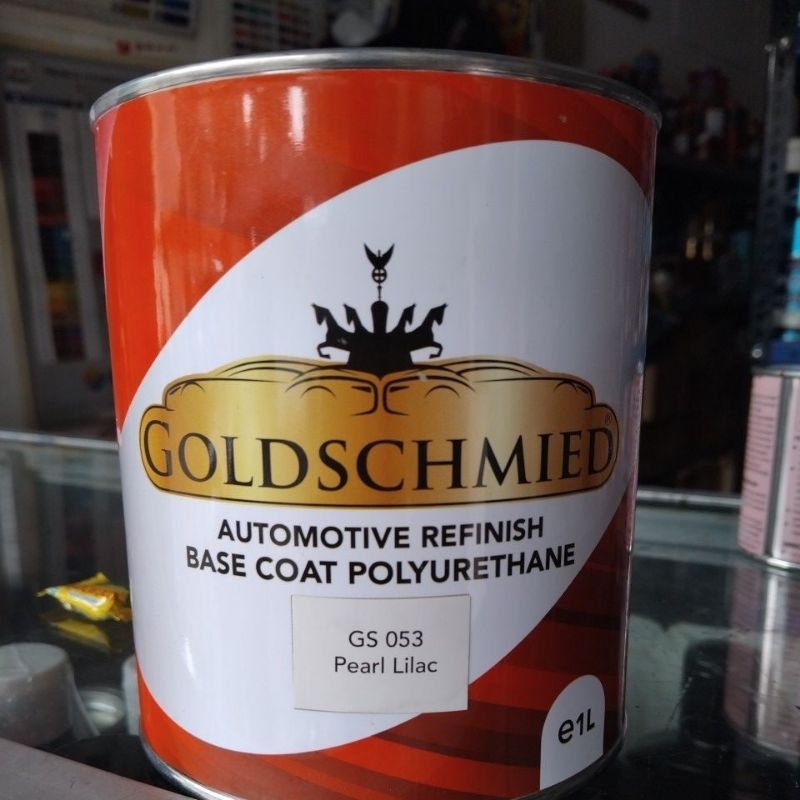 GOLDSCHMIED®
AUTOMOTIVE REFINISH
BASE COAT POLYURETHANE
GS 053
Pearl Lilac
e1L